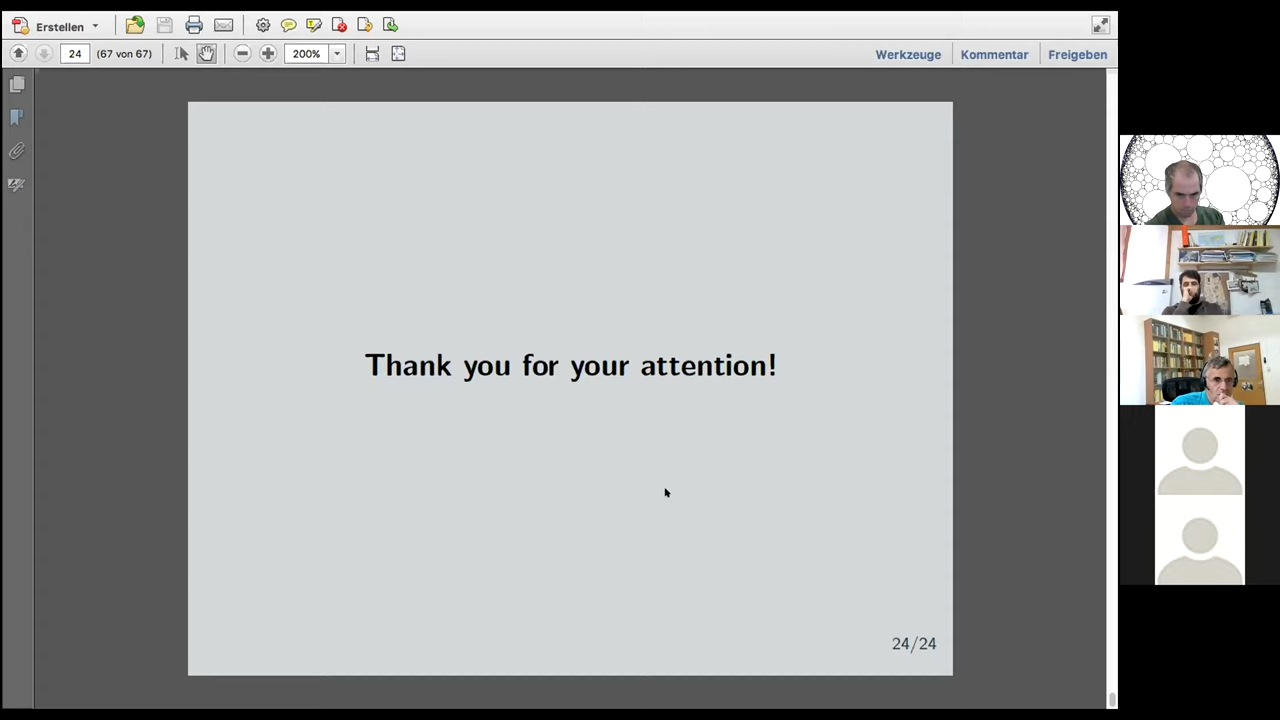 Erstellen
24 (67 von 67) 200% Werkzeuge Kommentar Freigeben
Thank you for your attention!
24/24